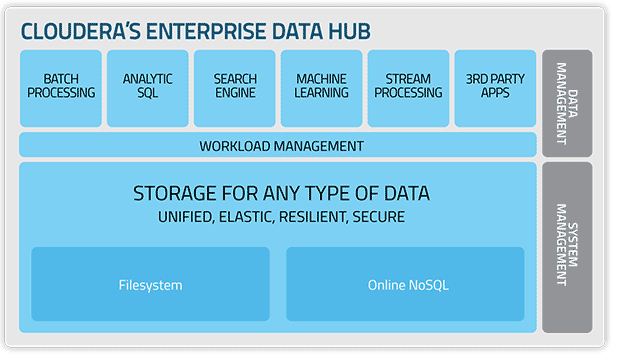 CLOUDERA'S ENTERPRISE DATA HUB
BATCH
PROCESSING
ANALYTIC
SQL
SEARCH
ENGINE
MACHINE
LEARNING
STREAM
PROCESSING
3RD PARTY
APPS
DATA
MANAGEMENT
WORKLOAD MANAGEMENT
STORAGE FOR ANY TYPE OF DATA
UNIFIED, ELASTIC, RESILIENT, SECURE
Filesystem
Online NoSQL
SYSTEM
MANAGEMENT